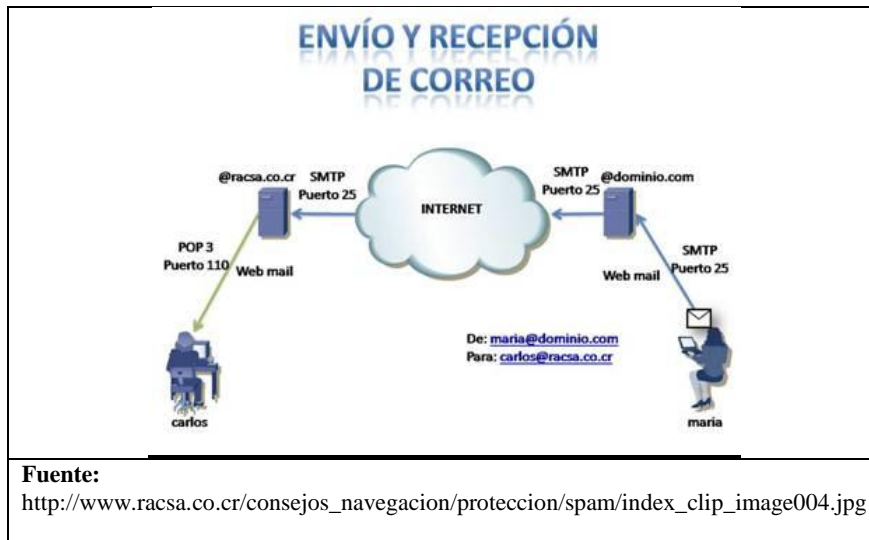 ENVÍO Y RECEPCIÓN
DE CORREO
@racsa.co.cr
SMTP
Puerto 25
INTERNET
SMTP
Puerto 25
@dominio.com
POP 3
Puerto 110
Web mail
Web mail
SMTP
Puerto 25
De: maria@dominio.com
Para: carlos@racsa.co.cr
carlos
maria
Fuente:
http://www.racsa.co.cr/consejos_navegacion/proteccion/spam/index_clip_image004.jpg